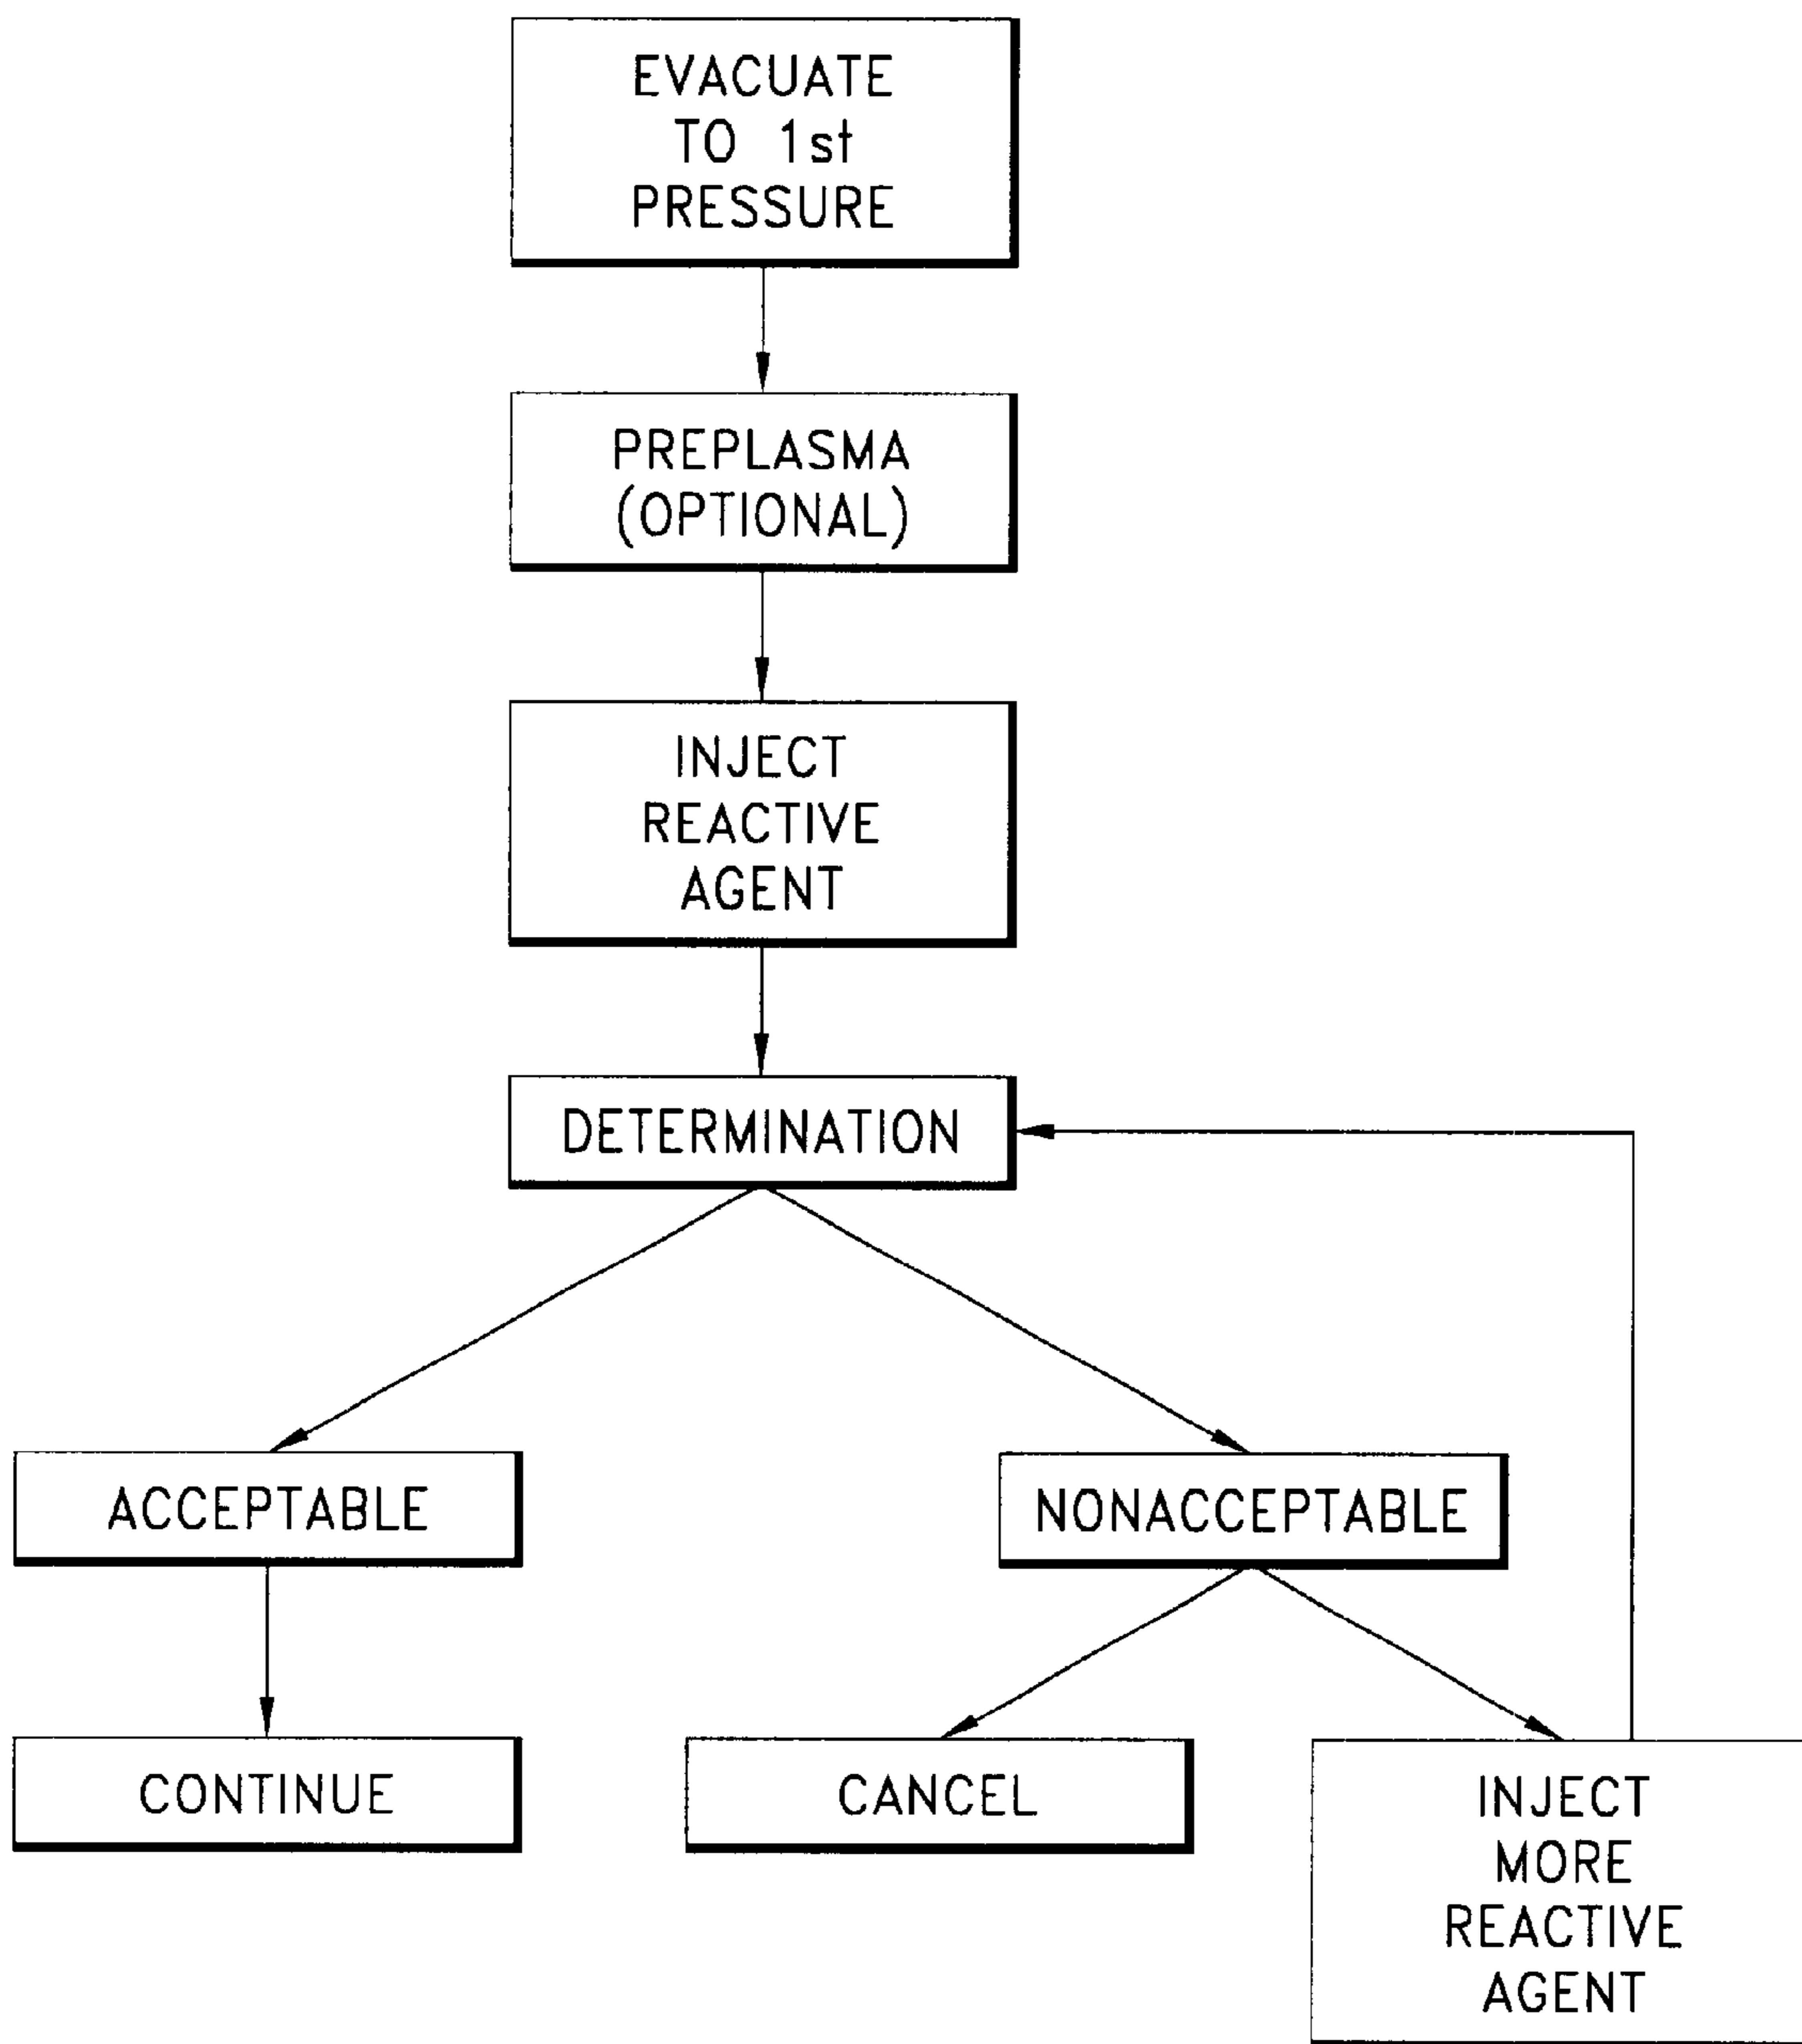 EVACUATE
TO 1st
PRESSURE
PREPLASMA
(OPTIONAL)
INJECT
REACTIVE
AGENT
DETERMINATION
ACCEPTABLE
NONACCEPTABLE
CONTINUE
CANCEL
INJECT
MORE
REACTIVE
AGENT